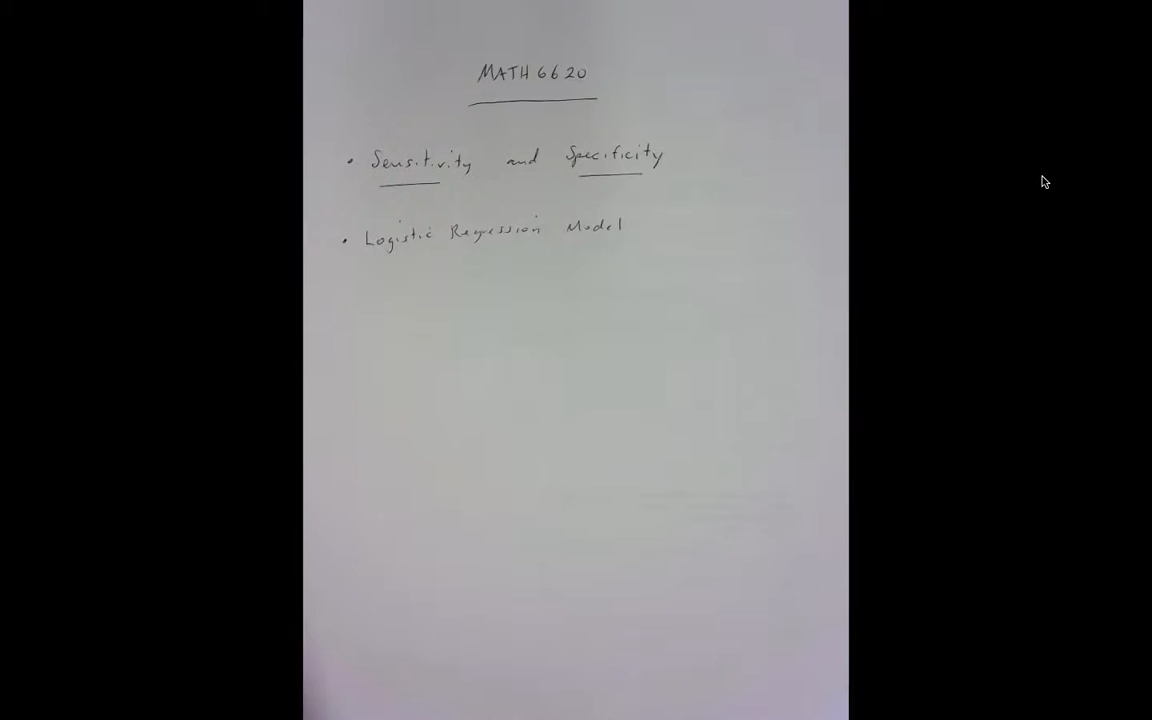 MATH 6620
• Sensitivity and Specificity
• Logistic Regression Model